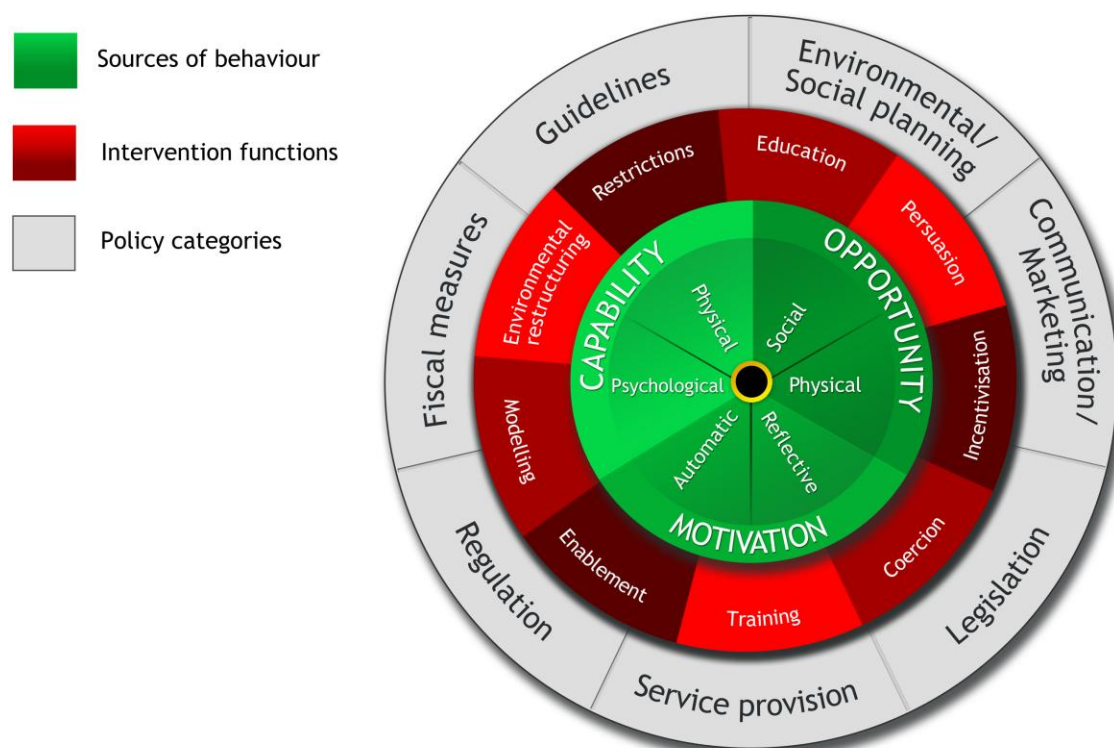 Sources of behaviour
Intervention functions
Policy categories
Guidelines
Environmental/
Social planning
Communication/
Marketing
Legislation
Service provision
Regulation
Fiscal measures
Restrictions
Education
Persuasion
Incentivisation
Coercion
Training
Enablement
Modelling
Environmental
restructuring
CAPABILITY
OPPORTUNITY
MOTIVATION
Physical
Social
Physical
Reflective
Automatic
Psychological